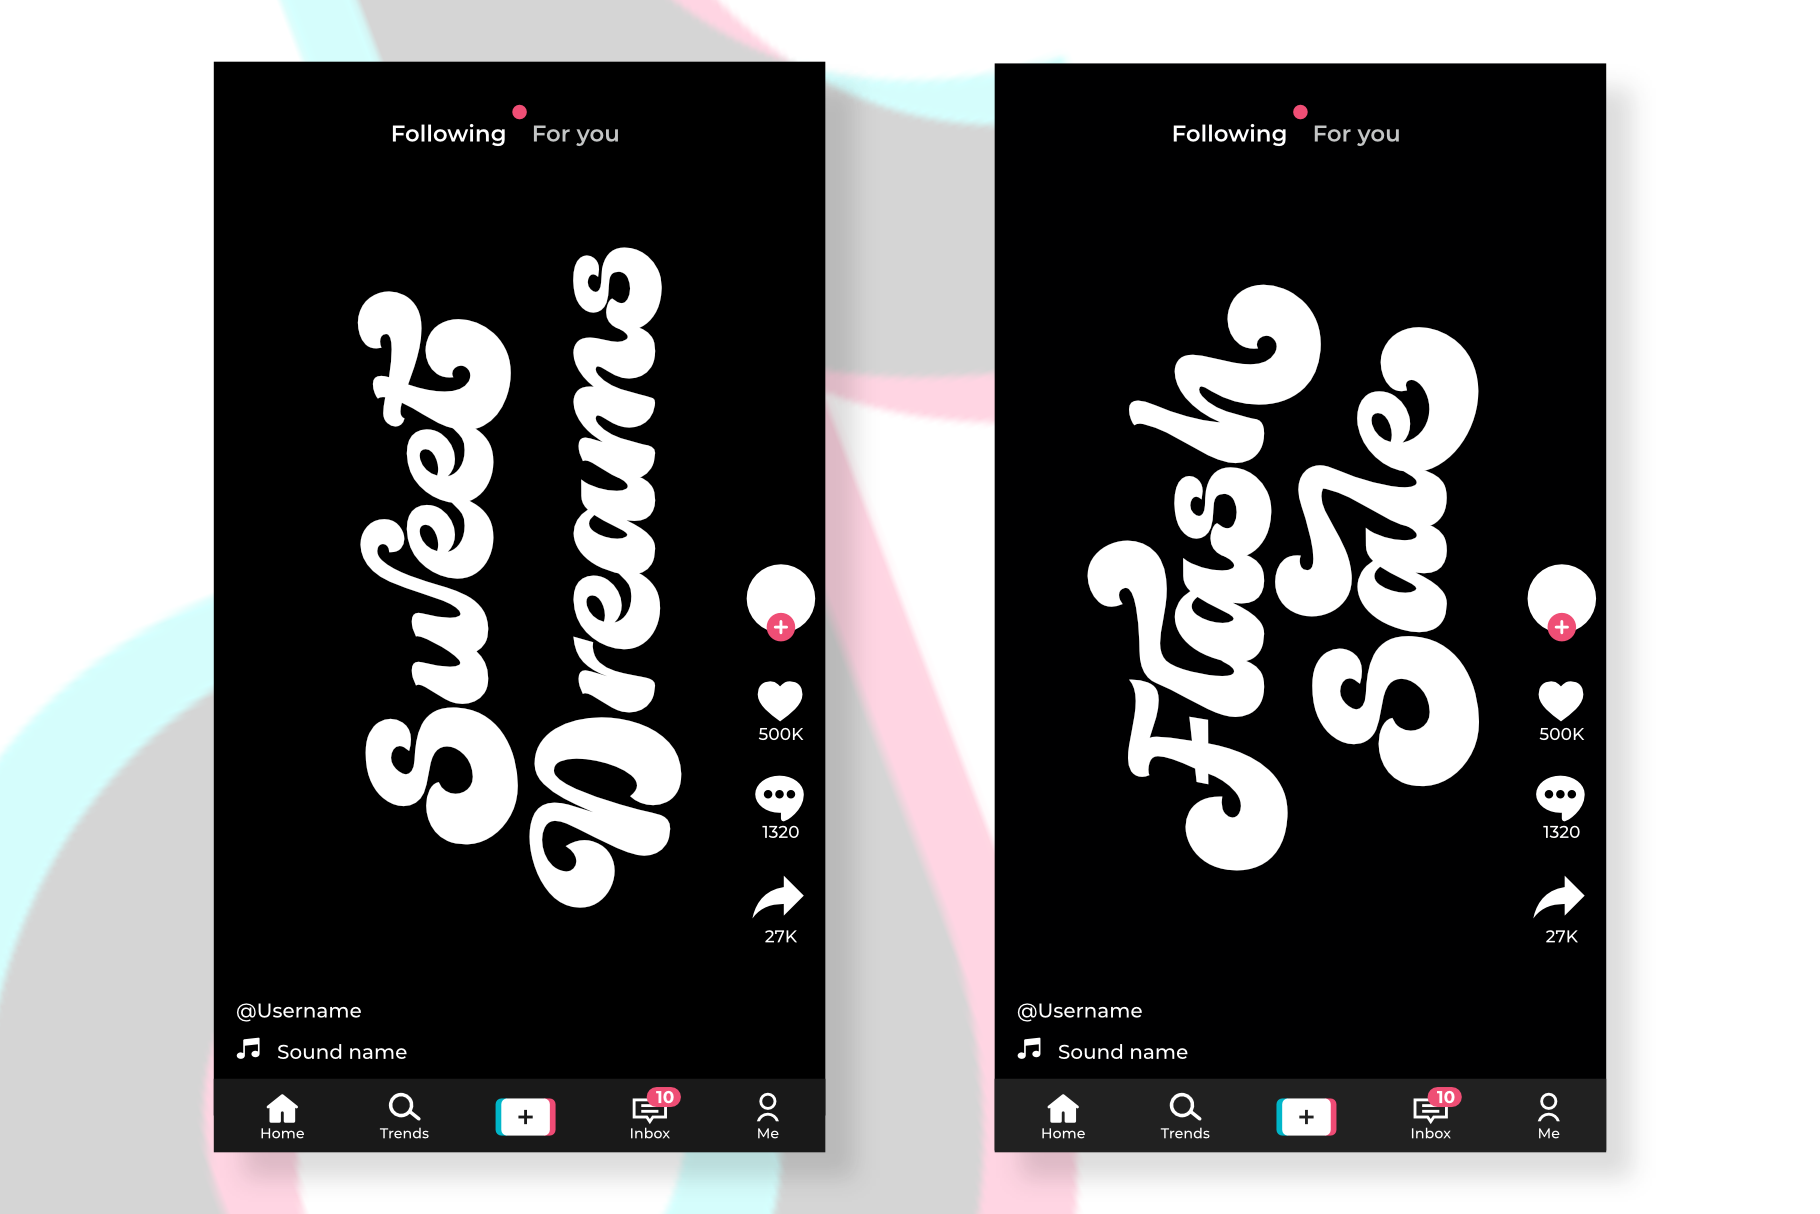 Following For you
Sweet
Dreams
500K
1320
27K
@Username
Sound name
Home Trends Inbox 10 Me
Following For you
Flash
Sale
500K
1320
27K
@Username
Sound name
Home Trends Inbox 10 Me